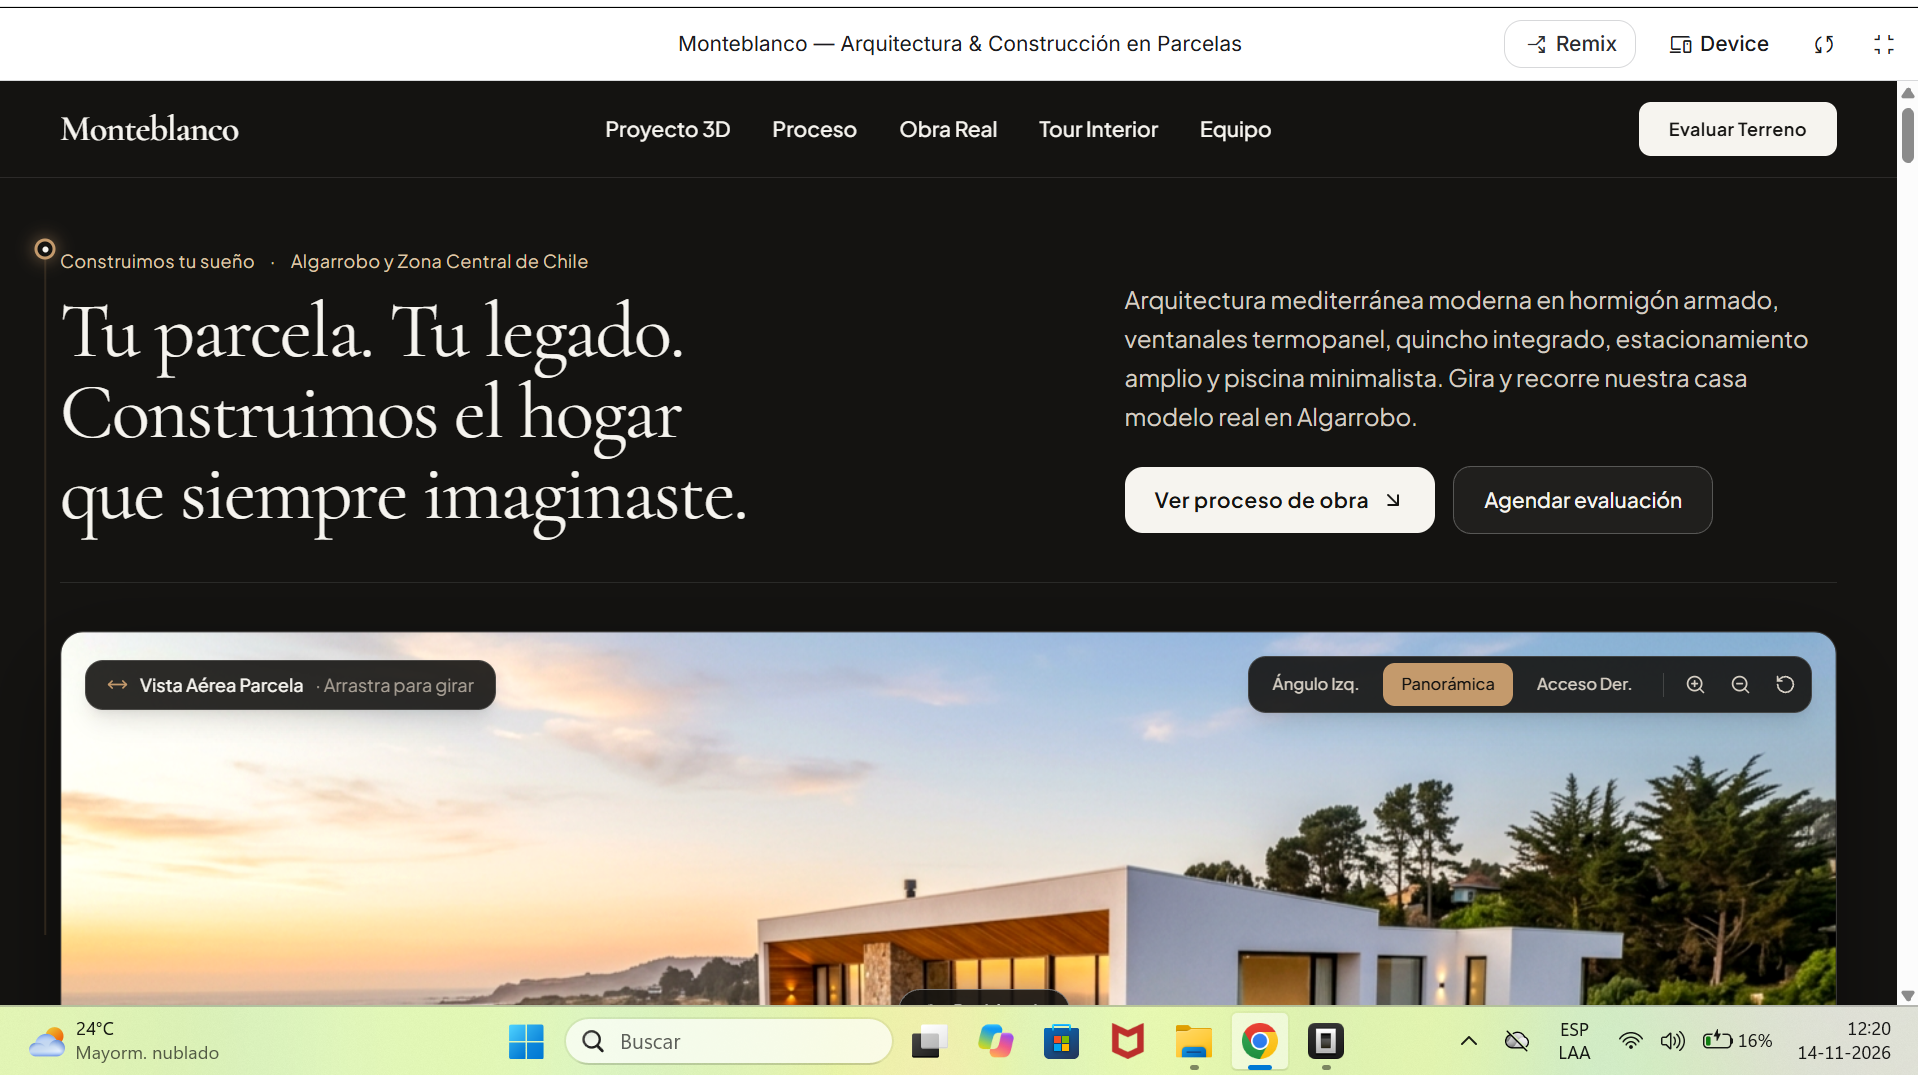 Monteblanco — Arquitectura & Construcción en Parcelas
Remix
Device
Monteblanco
Proyecto 3D
Proceso
Obra Real
Tour Interior
Equipo
Evaluar Terreno
Construimos tu sueño · Algarrobo y Zona Central de Chile
Tu parcela. Tu legado.
Construimos el hogar
que siempre imaginaste.
Arquitectura mediterránea moderna en hormigón armado,
ventanales termopanel, quincho integrado, estacionamiento
amplio y piscina minimalista. Gira y recorre nuestra casa
modelo real en Algarrobo.
Ver proceso de obra
Agendar evaluación
Vista Aérea Parcela · Arrastra para girar
Ángulo Izq.
Panorámica
Acceso Der.
24°C
Mayorm. nublado
Buscar
ESP
LAA
16%
12:20
14-11-2026